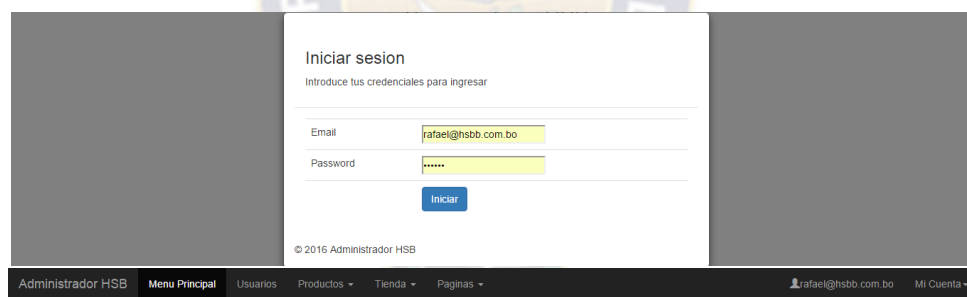 Iniciar sesion
Introduce tus credenciales para ingresar
Email rafael@hsbb.com.bo
Password ••••••
Iniciar
© 2016 Administrador HSB
Administrador HSB Menu Principal Usuarios Productos Tienda Paginas rafael@hsbb.com.bo Mi Cuenta